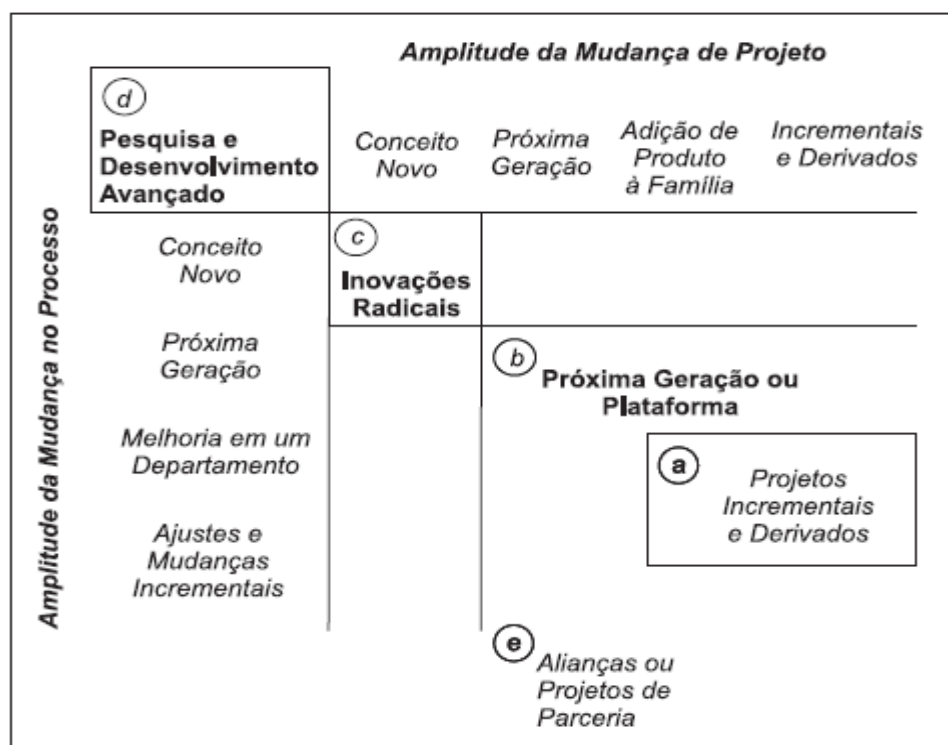 Amplitude da Mudança de Projeto
d
Pesquisa e
Desenvolvimento
Avançado
Conceito
Novo
Próxima
Geração
Adição de
Produto
à Família
Incrementais
e Derivados
Amplitude da Mudança no Processo
Conceito
Novo
c
Inovações
Radicais
Próxima
Geração
b
Próxima Geração ou
Plataforma
Melhoria em um
Departamento
a
Projetos
Incrementais
e Derivados
Ajustes e
Mudanças
Incrementais
e
Alianças ou
Projetos de
Parceria